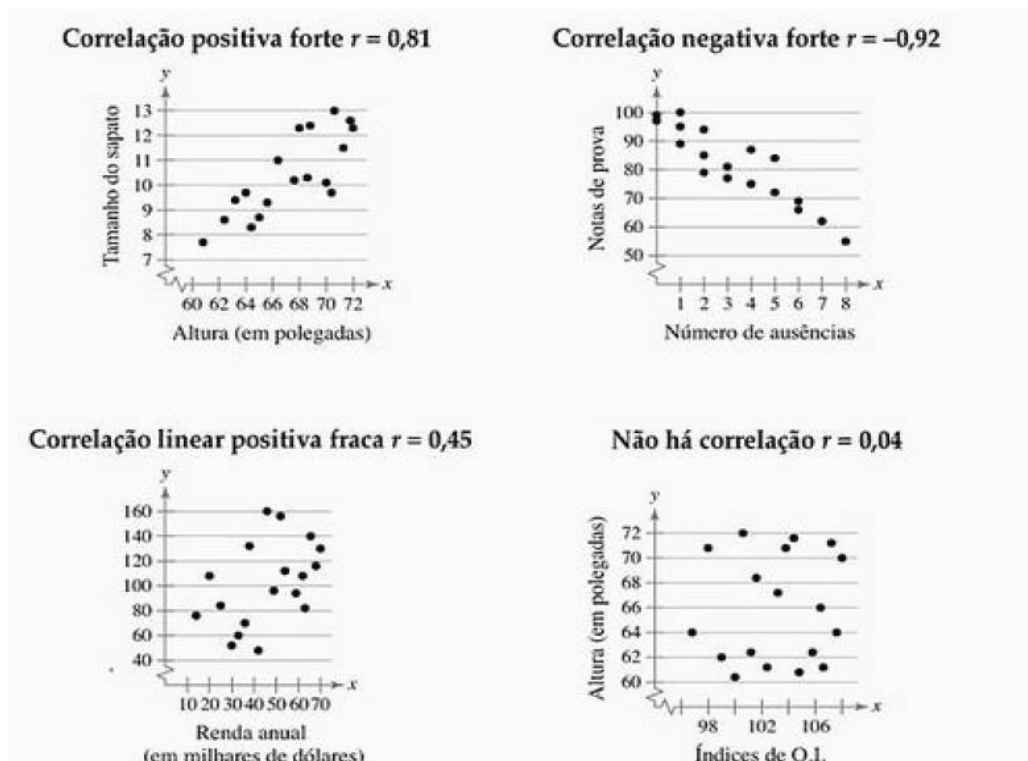 Correlação positiva forte r = 0,81
y
Tamanho do sapato
13
12
11
10
9
8
7
x
60 62 64 66 68 70 72
Altura (em polegadas)
Correlação negativa forte r = –0,92
y
Notas de prova
100
90
80
70
60
50
x
1 2 3 4 5 6 7 8
Número de ausências
Correlação linear positiva fraca r = 0,45
y
160
140
120
100
80
60
40
x
10 20 30 40 50 60 70
Renda anual
(em milhares de dólares)
Não há correlação r = 0,04
y
Altura (em polegadas)
72
70
68
66
64
62
60
x
98 102 106
Índices de Q.I.